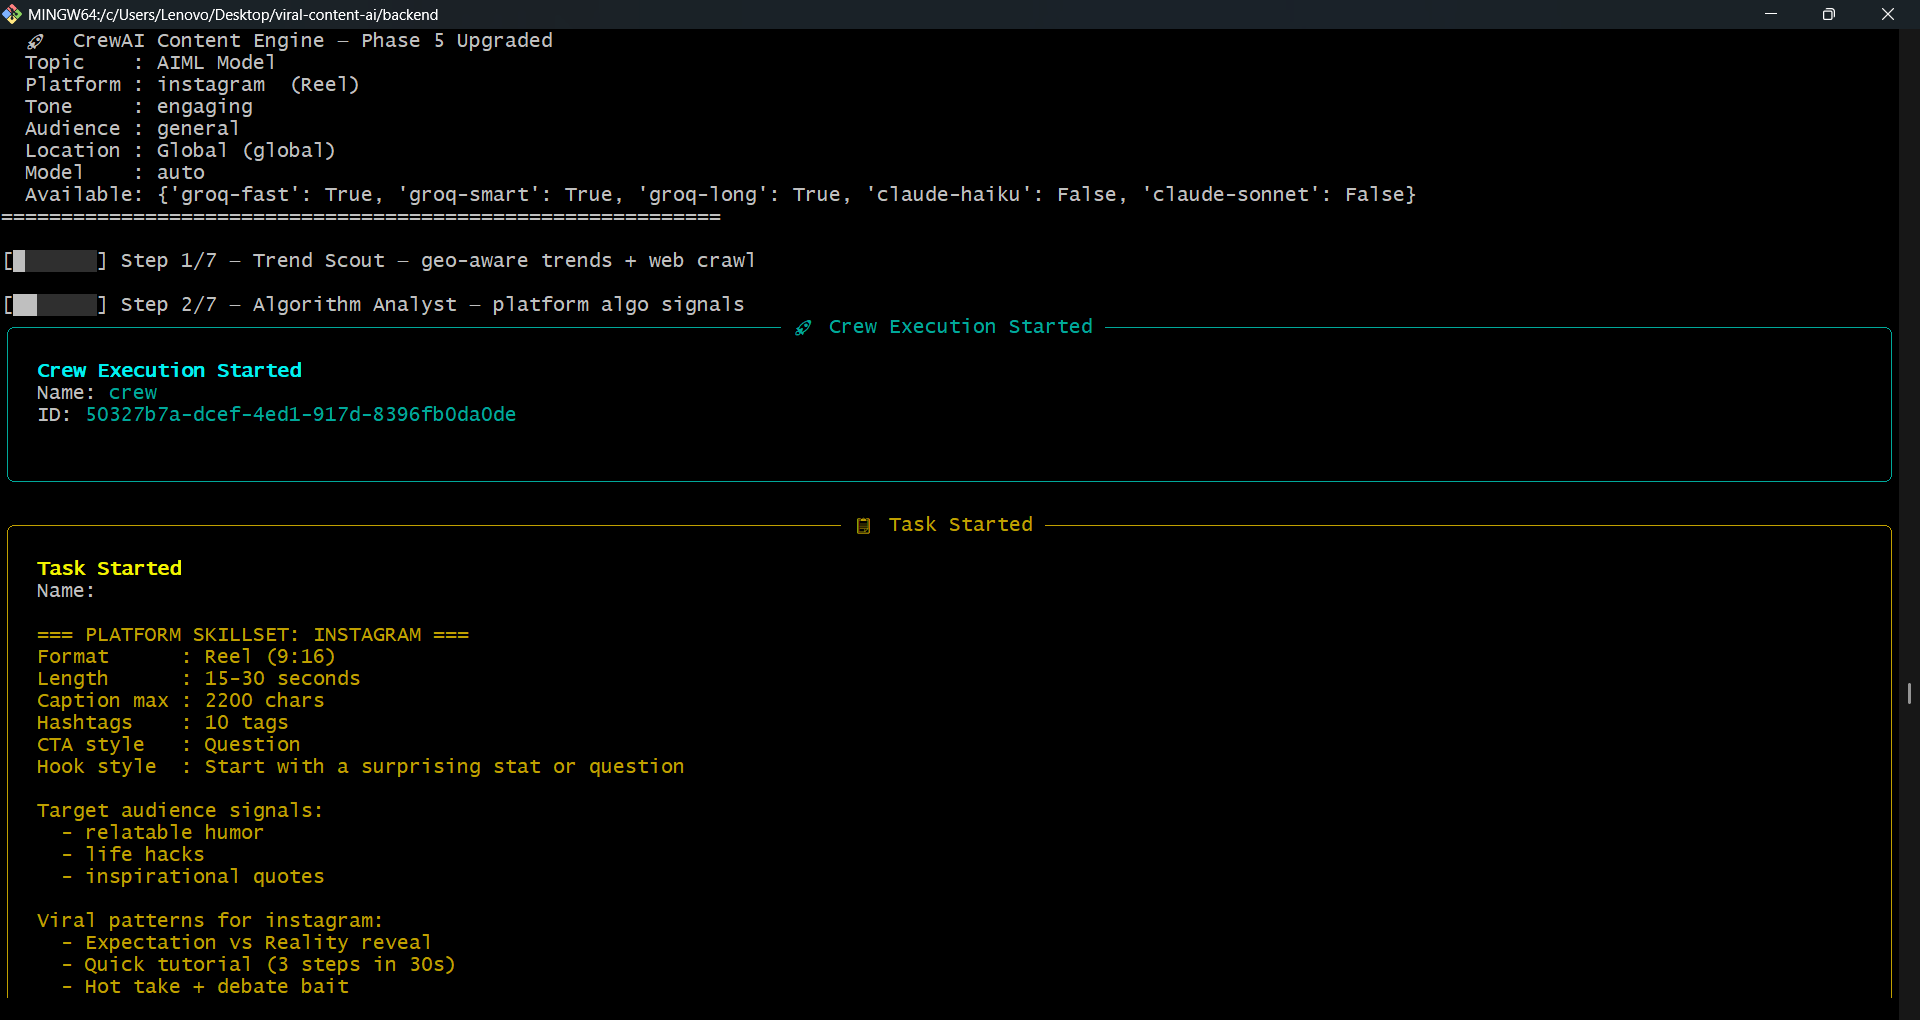 MINGW64:/c/Users/Lenovo/Desktop/viral-content-ai/backend
🚀 CrewAI Content Engine — Phase 5 Upgraded
Topic : AIML Model
Platform : instagram (Reel)
Tone : engaging
Audience : general
Location : Global (global)
Model : auto
Available: {'groq-fast': True, 'groq-smart': True, 'groq-long': True, 'claude-haiku': False, 'claude-sonnet': False}
============================================================
[█░░░░░░] Step 1/7 — Trend Scout — geo-aware trends + web crawl
[██░░░░░] Step 2/7 — Algorithm Analyst — platform algo signals
🚀 Crew Execution Started
Crew Execution Started
Name: crew
ID: 50327b7a-dcef-4ed1-917d-8396fb0da0de
📋 Task Started
Task Started
Name:
=== PLATFORM SKILLSET: INSTAGRAM ===
Format : Reel (9:16)
Length : 15-30 seconds
Caption max : 2200 chars
Hashtags : 10 tags
CTA style : Question
Hook style : Start with a surprising stat or question
Target audience signals:
- relatable humor
- life hacks
- inspirational quotes
Viral patterns for instagram:
- Expectation vs Reality reveal
- Quick tutorial (3 steps in 30s)
- Hot take + debate bait